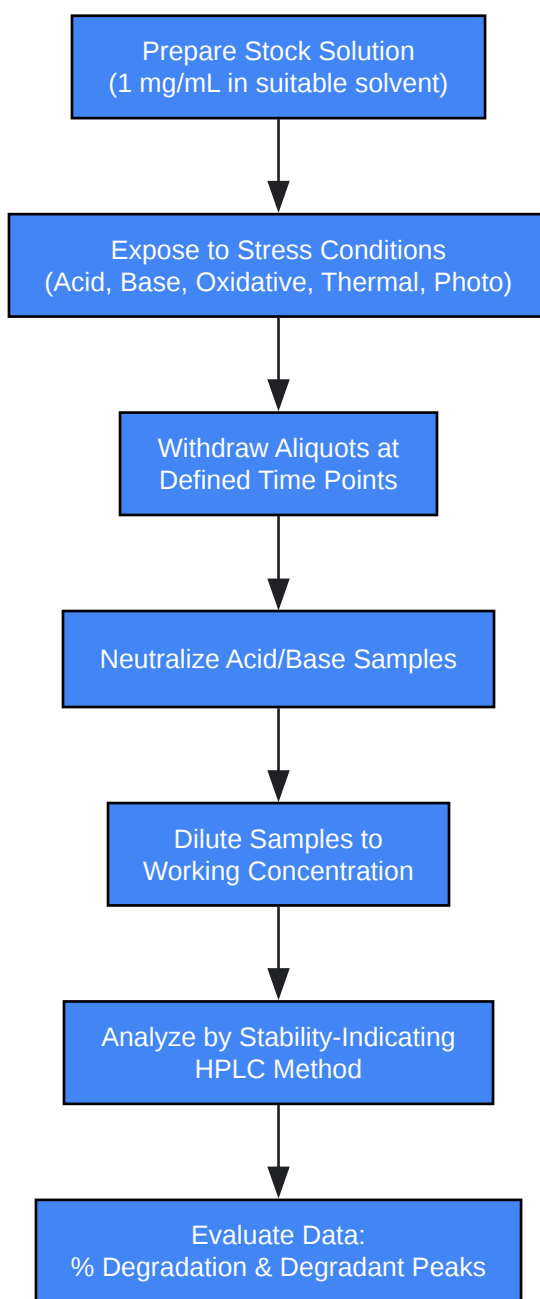 Prepare Stock Solution
(1 mg/mL in suitable solvent)
Expose to Stress Conditions
(Acid, Base, Oxidative, Thermal, Photo)
Withdraw Aliquots at
Defined Time Points
Neutralize Acid/Base Samples
Dilute Samples to
Working Concentration
Analyze by Stability-Indicating
HPLC Method
Evaluate Data:
% Degradation & Degradant Peaks